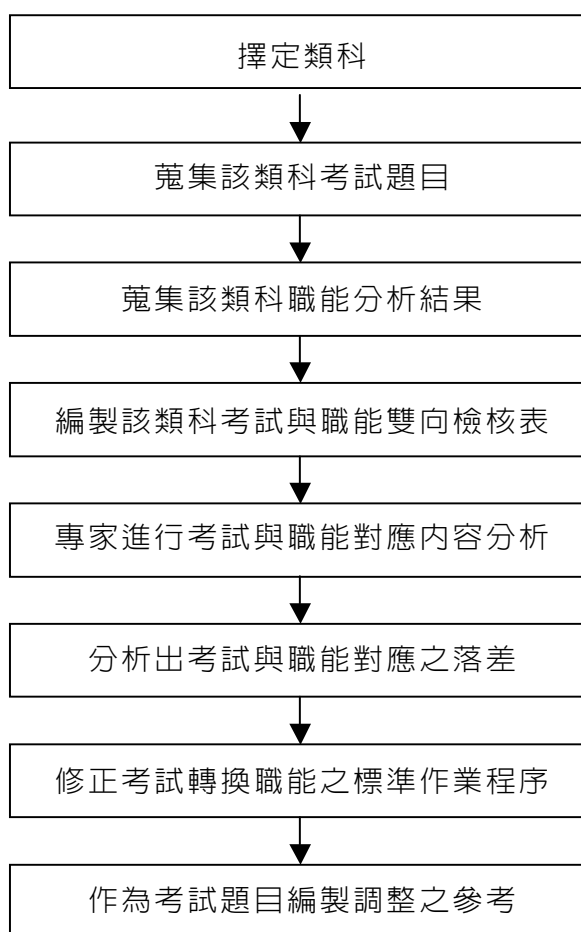 擇定類科
蒐集該類科考試題目
蒐集該類科職能分析結果
編製該類科考試與職能雙向檢核表
專家進行考試與職能對應内容分析
分析出考試與職能對應之落差
修正考試轉換職能之標準作業程序
作為考試題目編製調整之參考